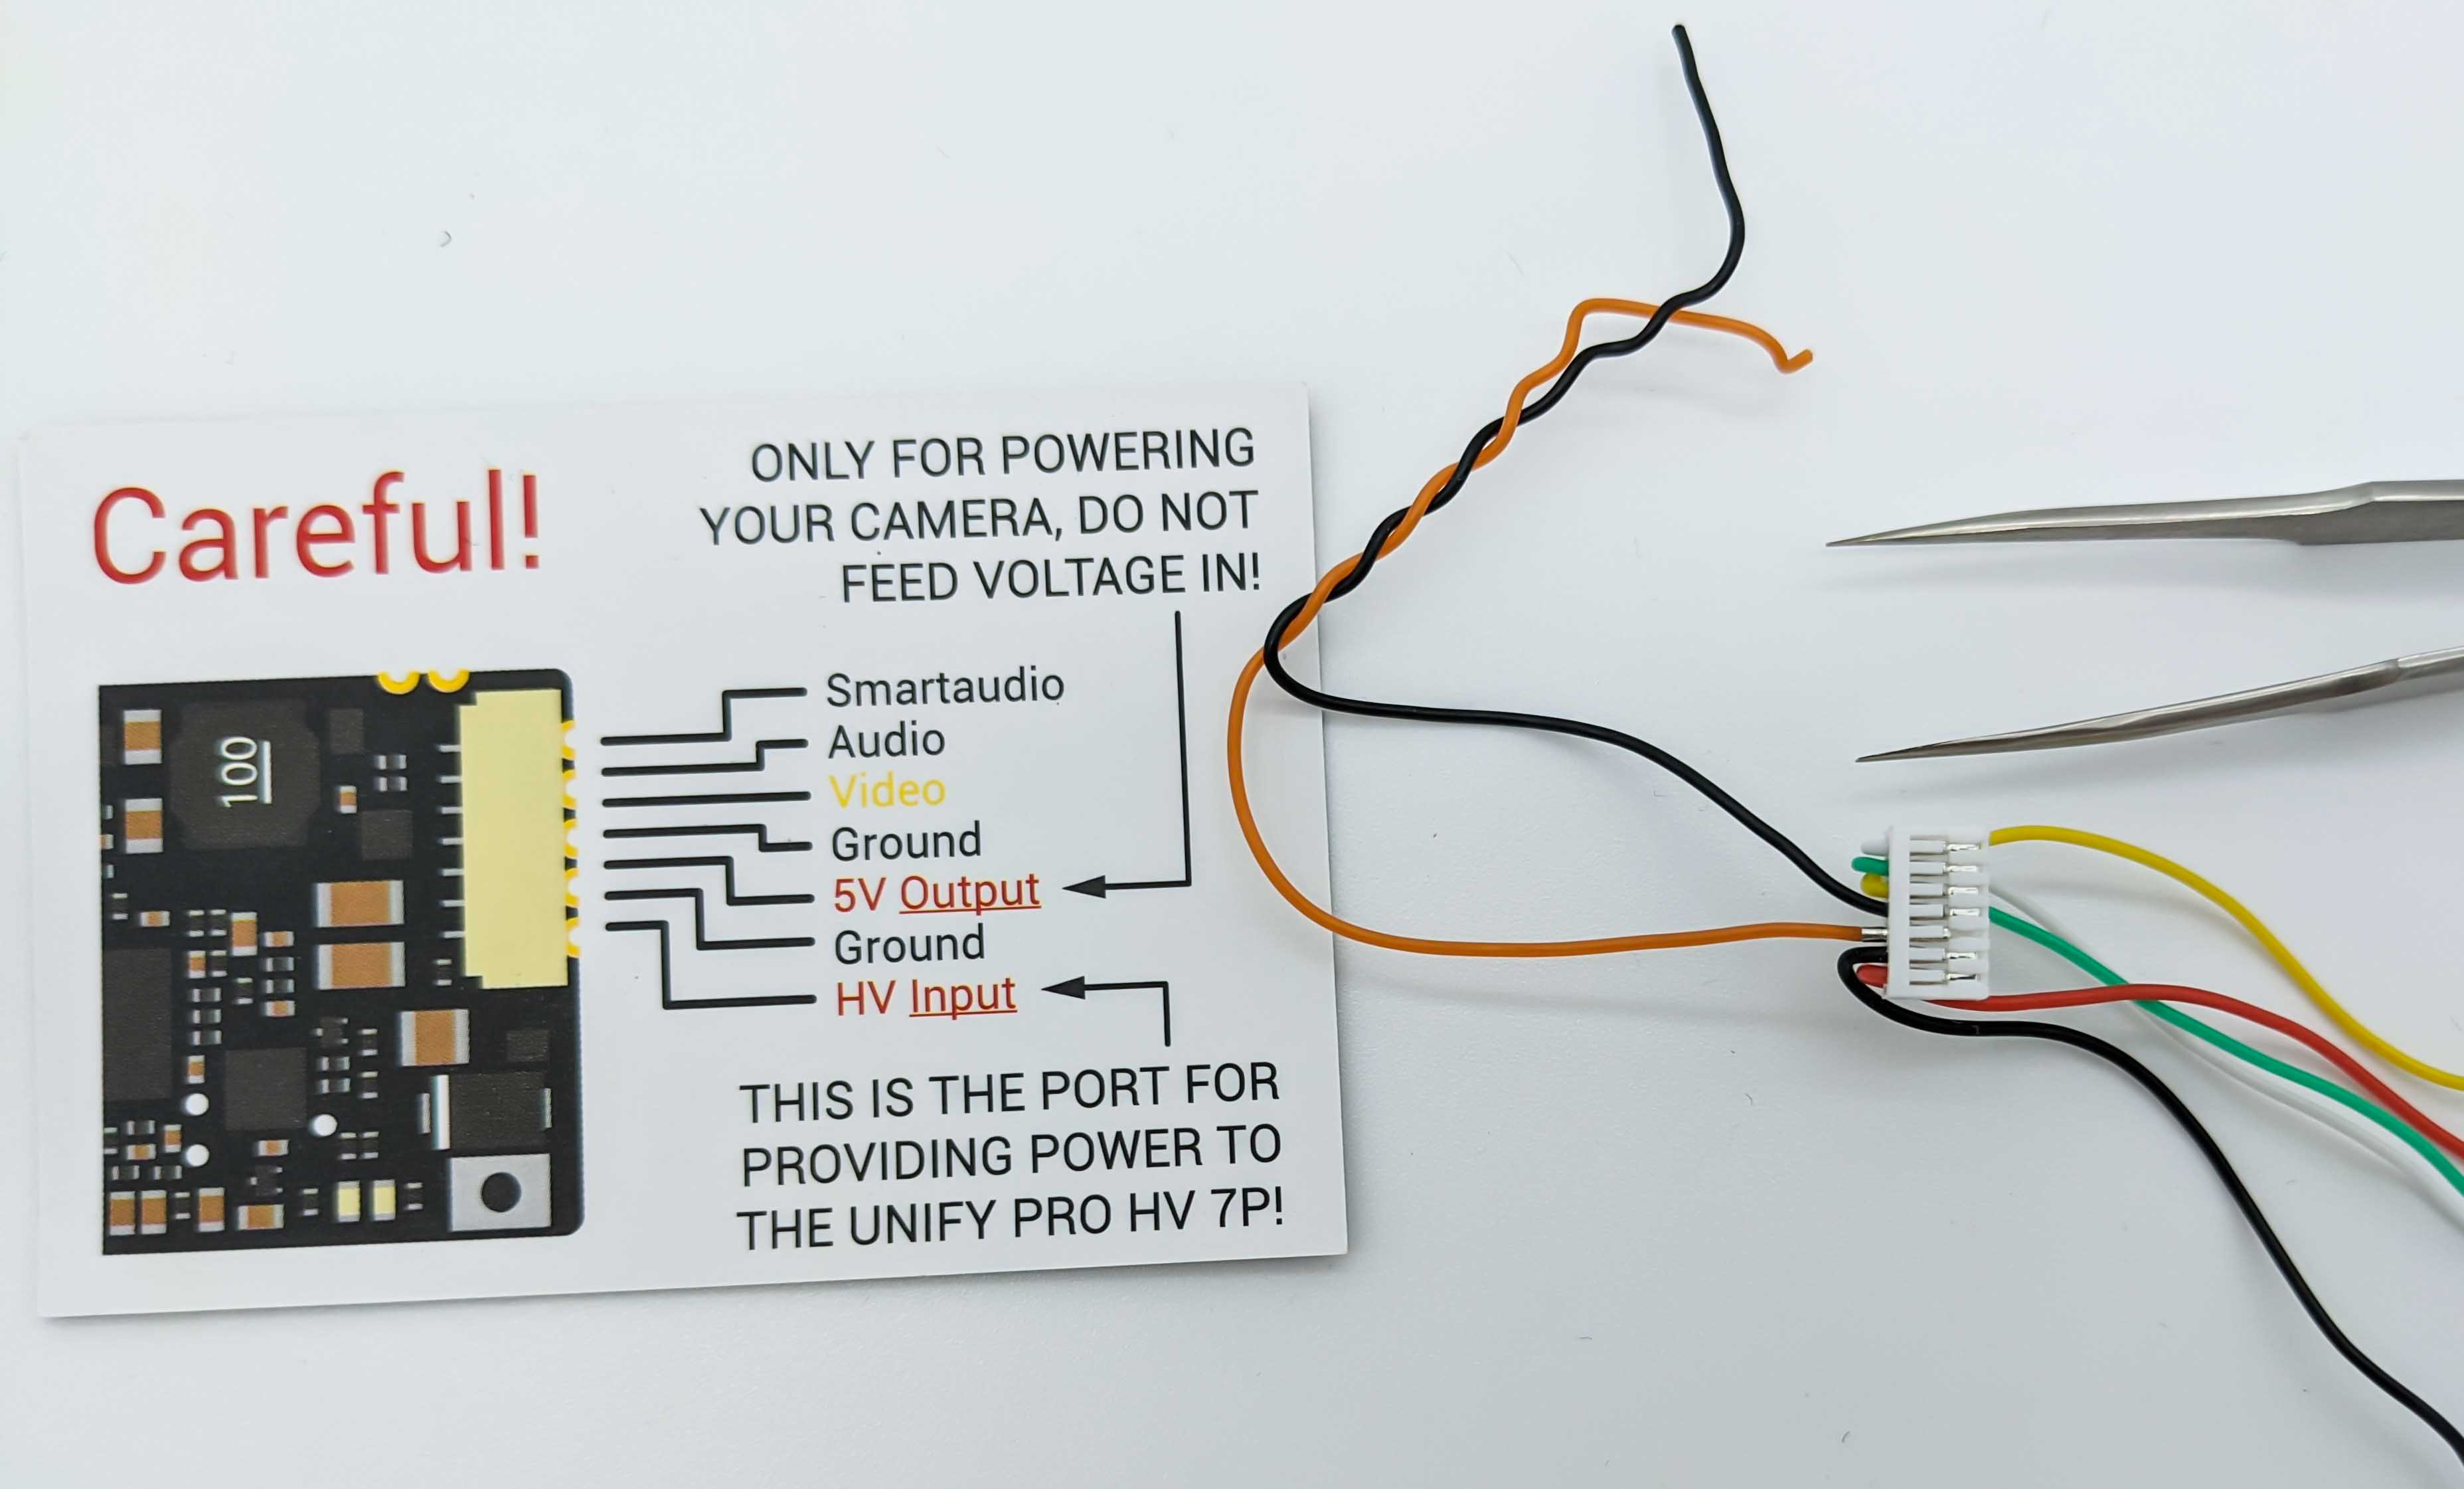 Careful!
ONLY FOR POWERING
YOUR CAMERA, DO NOT
FEED VOLTAGE IN!
100
Smartaudio
Audio
Video
Ground
5V Output
Ground
HV Input
THIS IS THE PORT FOR
PROVIDING POWER TO
THE UNIFY PRO HV 7P!